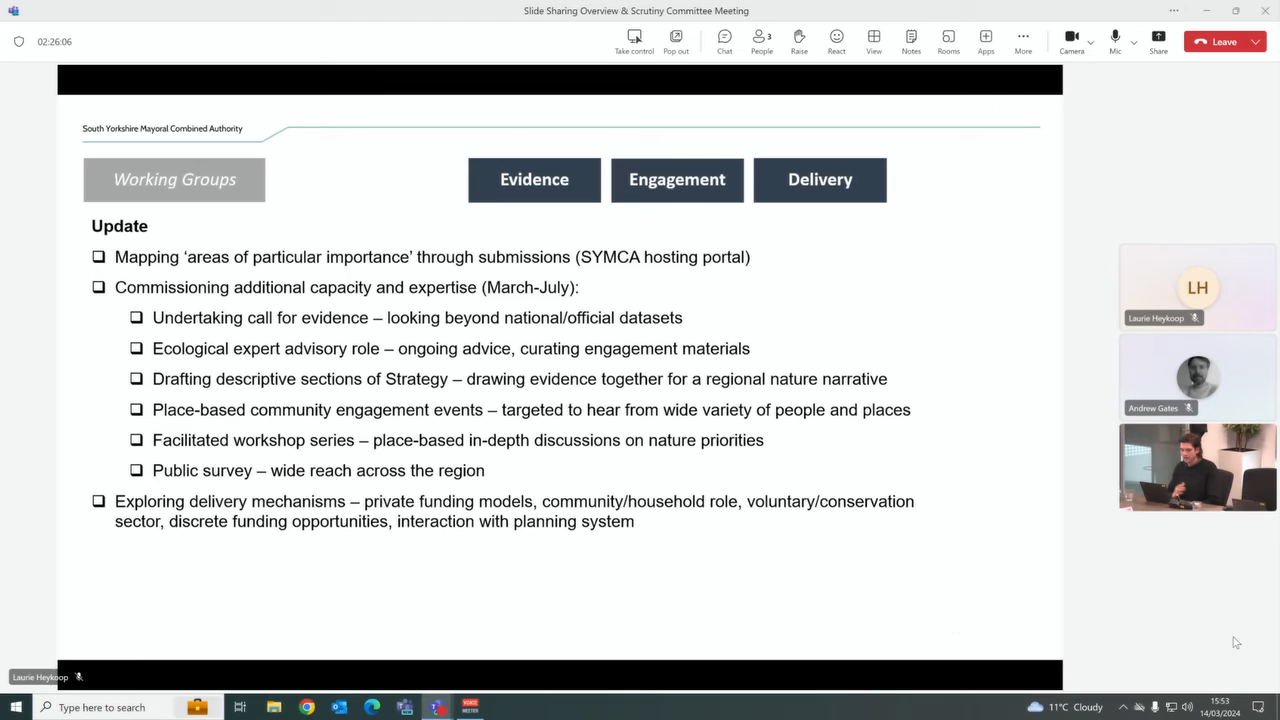 Slide Sharing Overview & Scrutiny Committee Meeting
02:26:06
Take control
Pop out
Chat
3
People
Raise
React
View
Notes
Rooms
Apps
More
Camera
Mic
Share
Leave
South Yorkshire Mayoral Combined Authority
Working Groups
Evidence
Engagement
Delivery
Update
Mapping ‘areas of particular importance’ through submissions (SYMCA hosting portal)
Commissioning additional capacity and expertise (March-July):
Undertaking call for evidence – looking beyond national/official datasets
Ecological expert advisory role – ongoing advice, curating engagement materials
Drafting descriptive sections of Strategy – drawing evidence together for a regional nature narrative
Place-based community engagement events – targeted to hear from wide variety of people and places
Facilitated workshop series – place-based in-depth discussions on nature priorities
Public survey – wide reach across the region
Exploring delivery mechanisms – private funding models, community/household role, voluntary/conservation
sector, discrete funding opportunities, interaction with planning system
LH
Laurie Heykoop
Andrew Gates
Laurie Heykoop
Type here to search
VOICE
MEETER
11°C Cloudy
15:53
14/03/2024